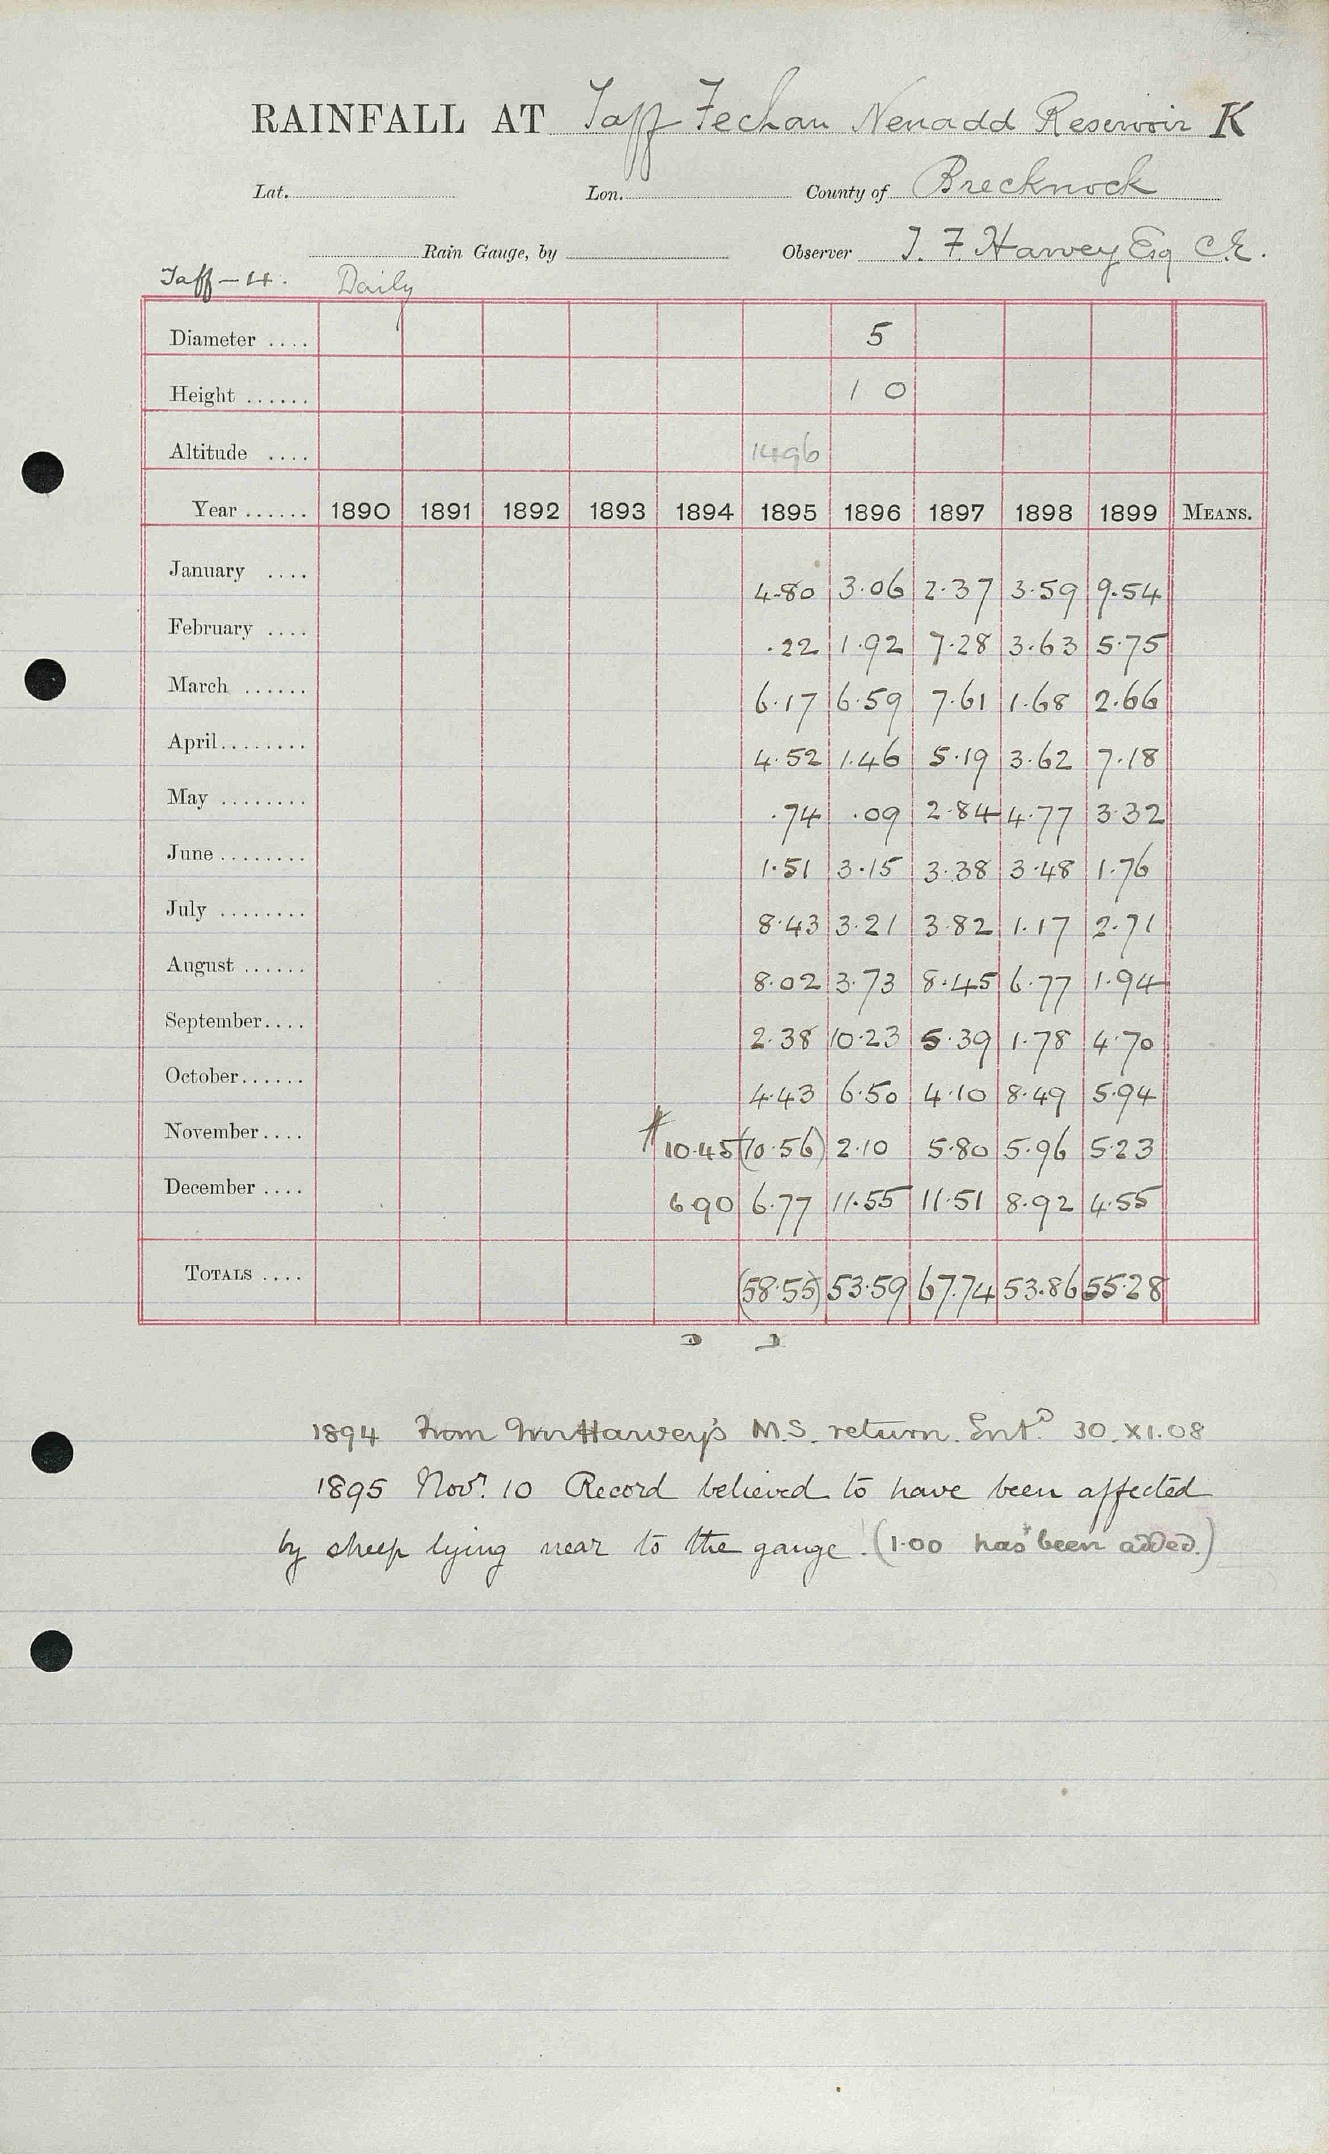 RAINFALL AT Taff Fechan Nenadd Reservoir K
Lat. Lon. County of Brecknock
Rain Gauge, by Observer T. F. Harvey Esq C.E.
Taff-4. Daily
Diameter .... 5
Height ...... 1 0
Altitude .... 1496
Year ...... 1890 1891 1892 1893 1894 1895 1896 1897 1898 1899 MEANS.
January .... 4.80 3.06 2.37 3.59 9.54
February .... .22 1.92 7.28 3.63 5.75
March ...... 6.17 6.59 7.61 1.68 2.66
April ........ 4.52 1.46 5.19 3.62 7.18
May ........ .74 .09 2.84 4.77 3.32
June ........ 1.51 3.15 3.38 3.48 1.76
July ........ 8.43 3.21 3.82 1.17 2.71
August ...... 8.02 3.73 8.45 6.77 1.94
September .... 2.38 10.23 5.39 1.78 4.70
October ...... 4.43 6.50 4.10 8.49 5.94
November .... # 10.45 (10.56) 2.10 5.80 5.96 5.23
December .... 6 90 6.77 11.55 11.51 8.92 4.55
TOTALS .... (58.55) 53.59 67.74 53.86 55.28
D D
1894 From Mr Harvey's M.S. return. Entd 30.XI.08
1895 Novr. 10 Record believed to have been affected
by sheep lying near to the gauge. (1.00 has been added.)